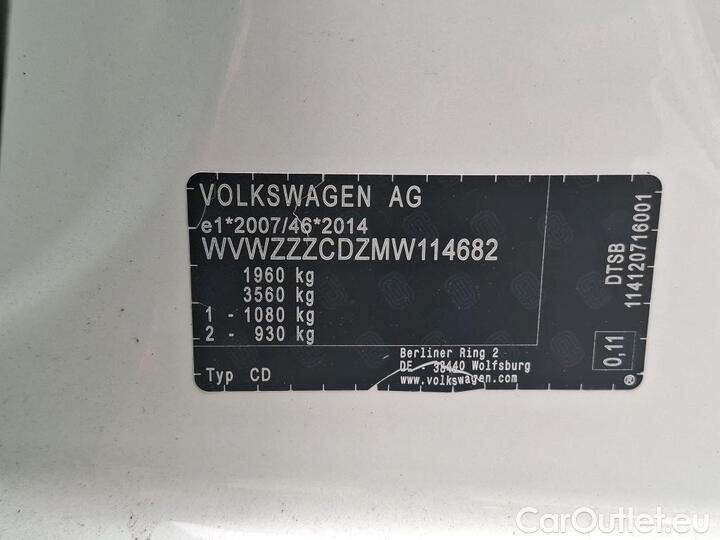 VOLKSWAGEN AG
e1*2007/46*2014
WVWZZZCDZMW114682
1960 kg
3560 kg
1 - 1080 kg
2 - 930 kg
Typ CD
Berliner Ring 2
DE - 38440 Wolfsburg
www.volkswagen.com
DTSB
114120716001
0,11
®
CarOutlet.eu